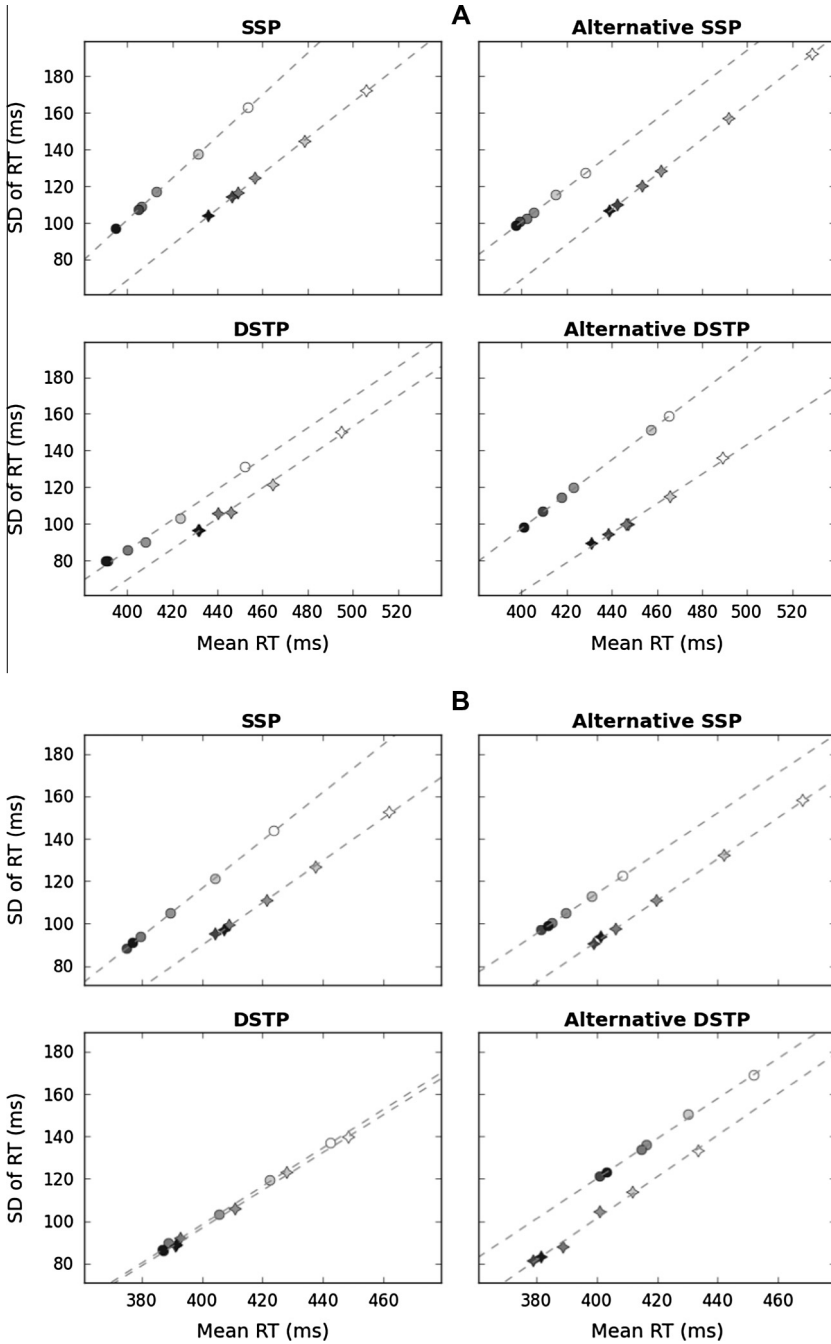 A
SSP
Alternative SSP
180
160
140
120
100
80
SD of RT (ms)
DSTP
Alternative DSTP
180
160
140
120
100
80
SD of RT (ms)
400 420 440 460 480 500 520
400 420 440 460 480 500 520
Mean RT (ms)
Mean RT (ms)
B
SSP
Alternative SSP
180
160
140
120
100
80
SD of RT (ms)
DSTP
Alternative DSTP
180
160
140
120
100
80
SD of RT (ms)
380 400 420 440 460
380 400 420 440 460
Mean RT (ms)
Mean RT (ms)